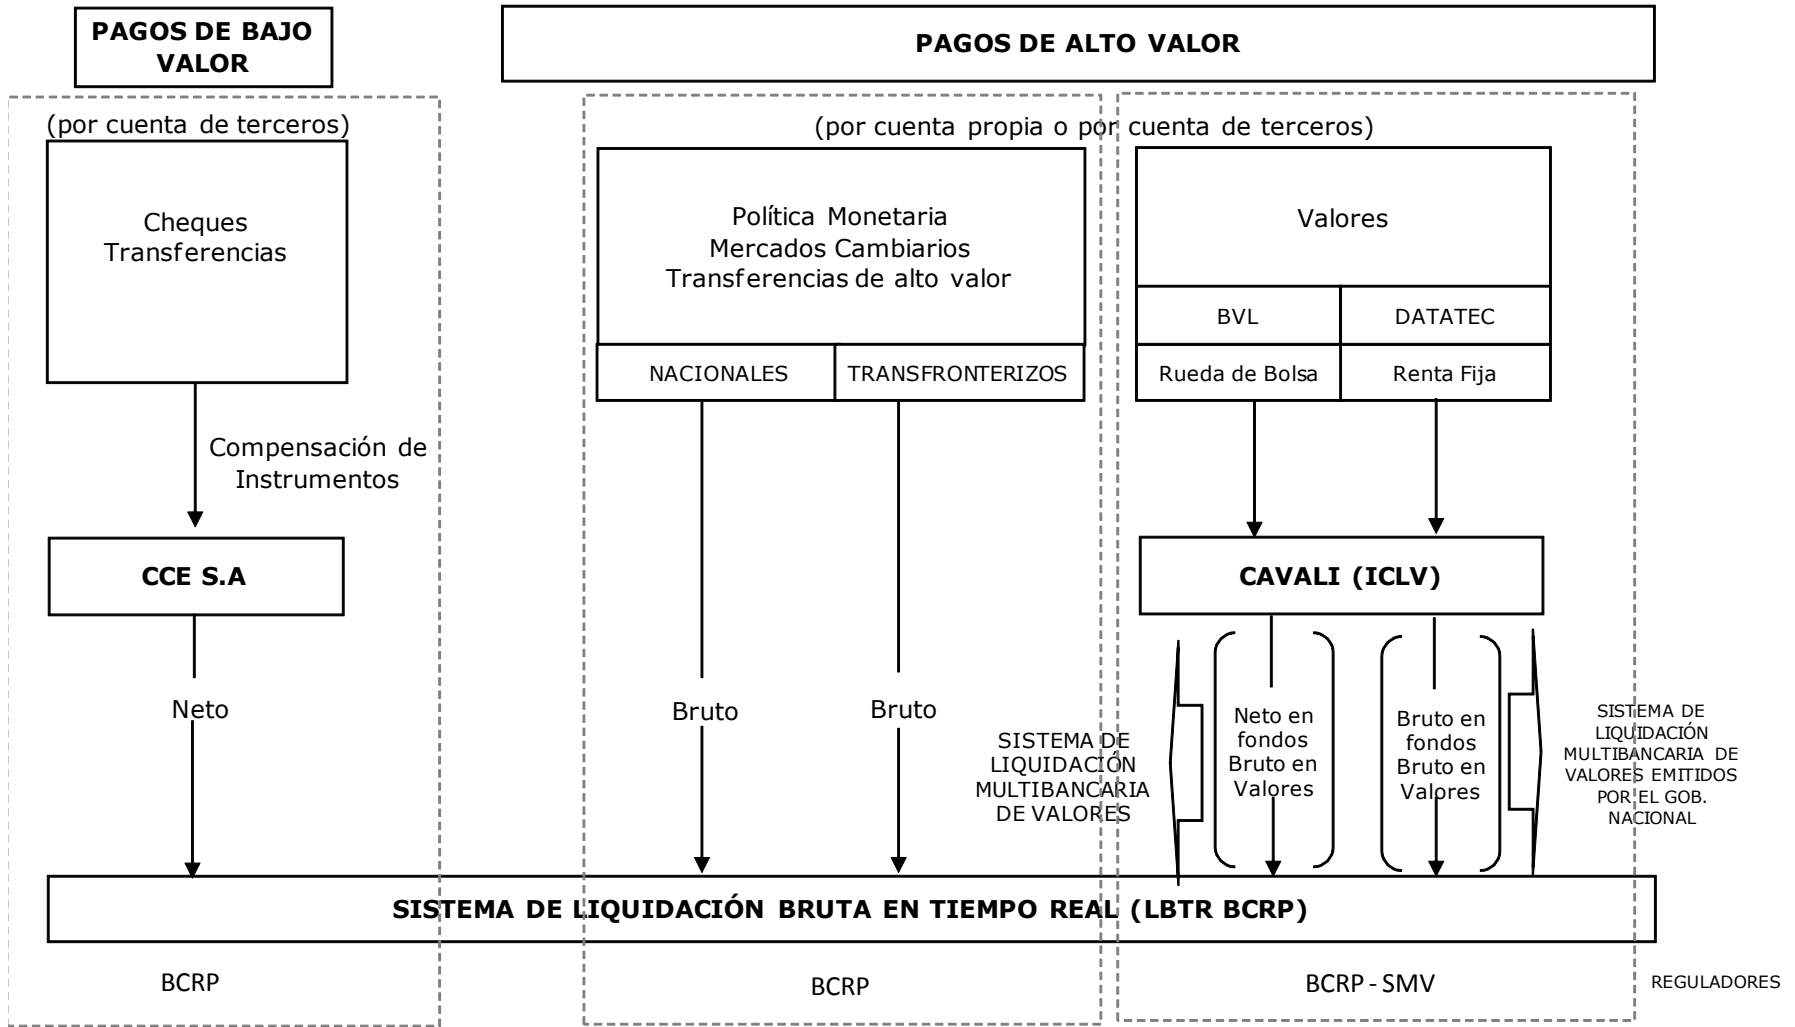 PAGOS DE BAJO
VALOR
PAGOS DE ALTO VALOR
(por cuenta de terceros)
(por cuenta propia o por cuenta de terceros)
Cheques
Transferencias
Política Monetaria
Mercados Cambiarios
Transferencias de alto valor
Valores
BVL
DATATEC
NACIONALES
TRANSFRONTERIZOS
Rueda de Bolsa
Renta Fija
Compensación de
Instrumentos
CCE S.A
CAVALI (ICLV)
Neto
Bruto
Bruto
SISTEMA DE
LIQUIDACIÓN
MULTIBANCARIA
DE VALORES
Neto en
fondos
Bruto en
Valores
Bruto en
fondos
Bruto en
Valores
SISTEMA DE
LIQUIDACIÓN
MULTIBANCARIA DE
VALORES EMITIDOS
POR EL GOB.
NACIONAL
SISTEMA DE LIQUIDACIÓN BRUTA EN TIEMPO REAL (LBTR BCRP)
BCRP
BCRP
BCRP - SMV
REGULADORES